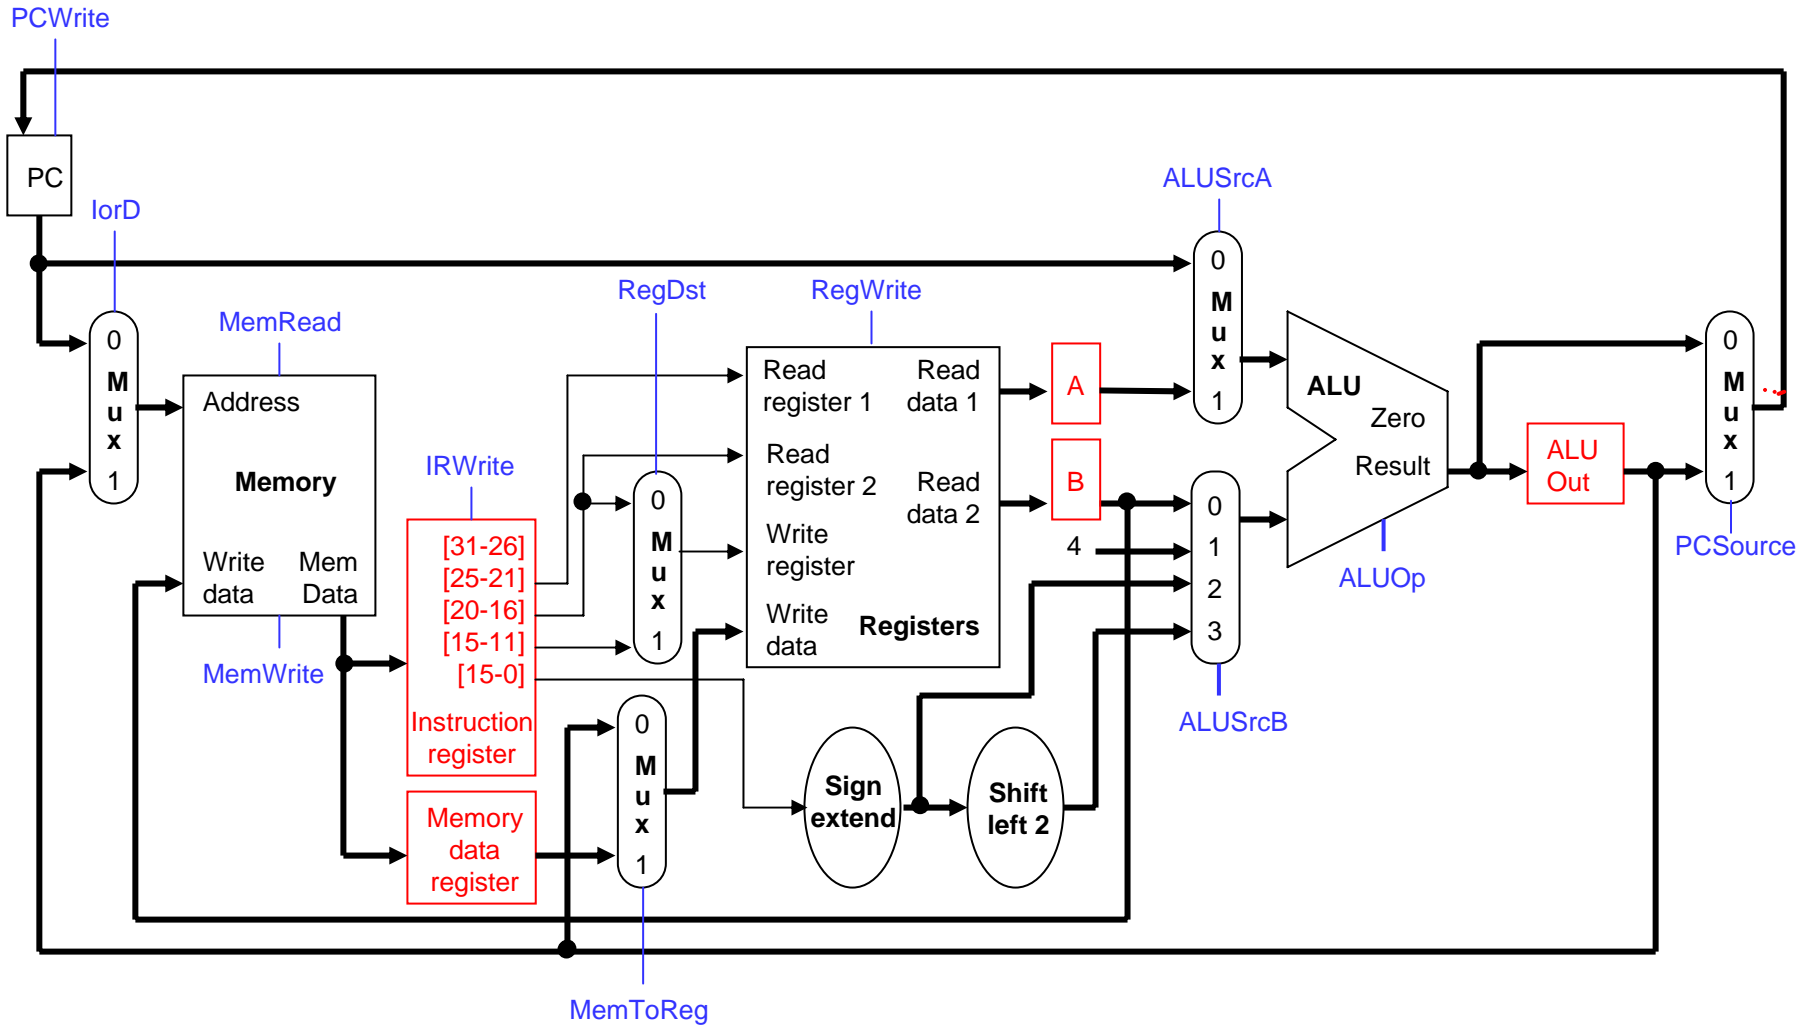 PCWrite
PC
IorD
0
M
u
x
1
MemRead
Address
Memory
Write
data
Mem
Data
MemWrite
IRWrite
[31-26]
[25-21]
[20-16]
[15-11]
[15-0]
Instruction
register
Memory
data
register
RegDst
0
M
u
x
1
0
M
u
x
1
MemToReg
RegWrite
Read
register 1
Read
data 1
Read
register 2
Read
data 2
Write
register
Write
data
Registers
Sign
extend
Shift
left 2
A
B
4
ALUSrcA
0
M
u
x
1
0
1
2
3
ALUSrcB
ALU
Zero
Result
ALUOp
ALU
Out
0
M
u
x
1
PCSource